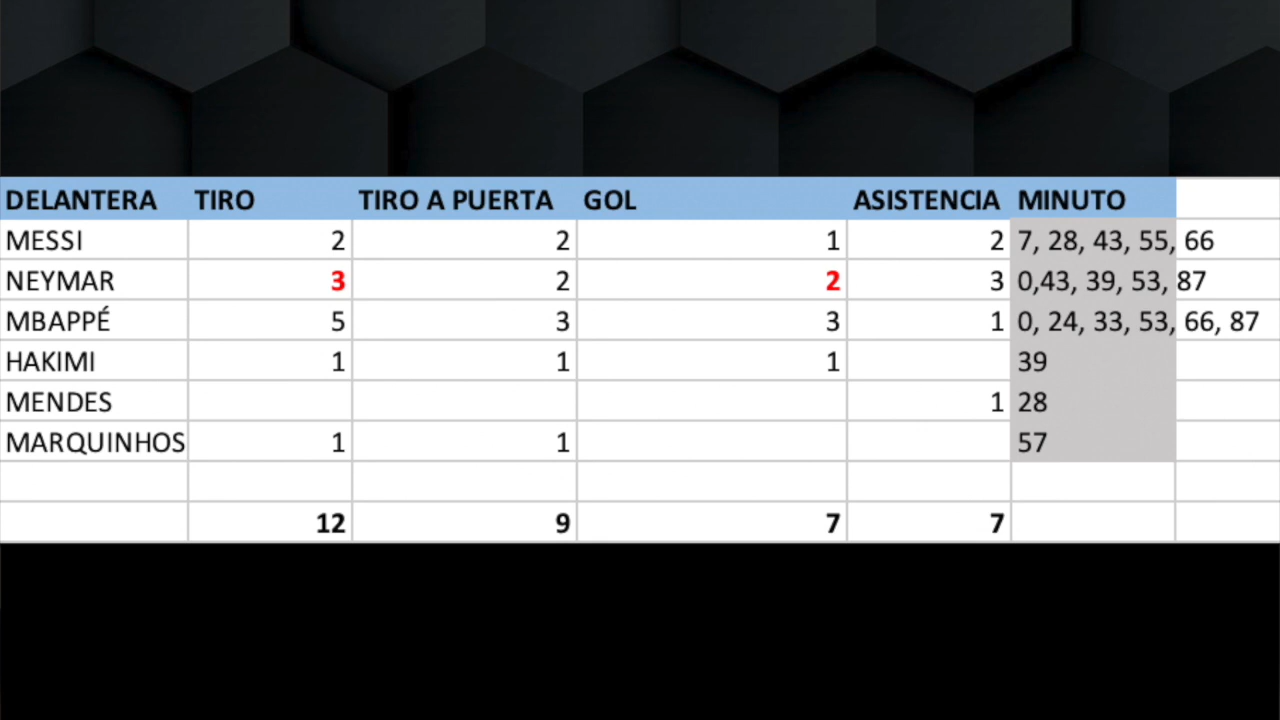 DELANTERA TIRO TIRO A PUERTA GOL ASISTENCIA MINUTO
MESSI 2 2 1 2 7, 28, 43, 55, 66
NEYMAR 3 2 2 3 0,43, 39, 53, 87
MBAPPÉ 5 3 3 1 0, 24, 33, 53, 66, 87
HAKIMI 1 1 1 39
MENDES 1 28
MARQUINHOS 1 1 57
12 9 7 7